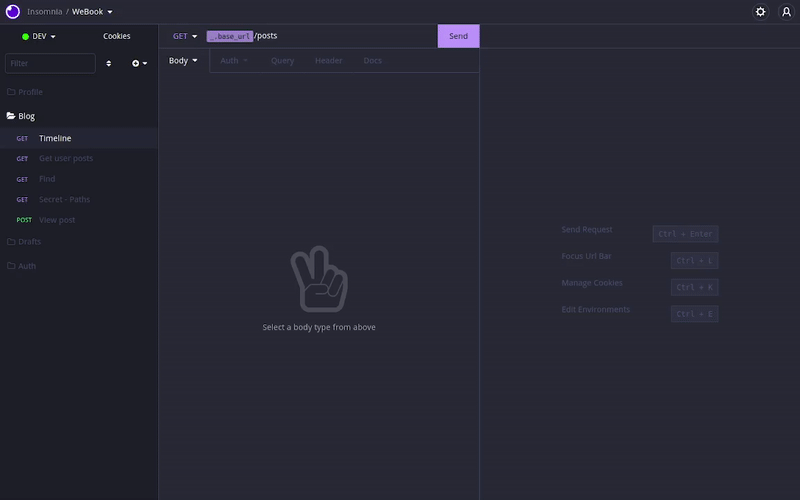 Insomnia / WeBook
DEV Cookies
GET _.base_url /posts Send
Filter
Body Auth Query Header Docs
Profile
Blog
GET Timeline
GET Get user posts
GET Find
GET Secret - Paths
POST View post
Drafts
Auth
Select a body type from above
Send Request Ctrl + Enter
Focus Url Bar Ctrl + L
Manage Cookies Ctrl + K
Edit Environments Ctrl + E